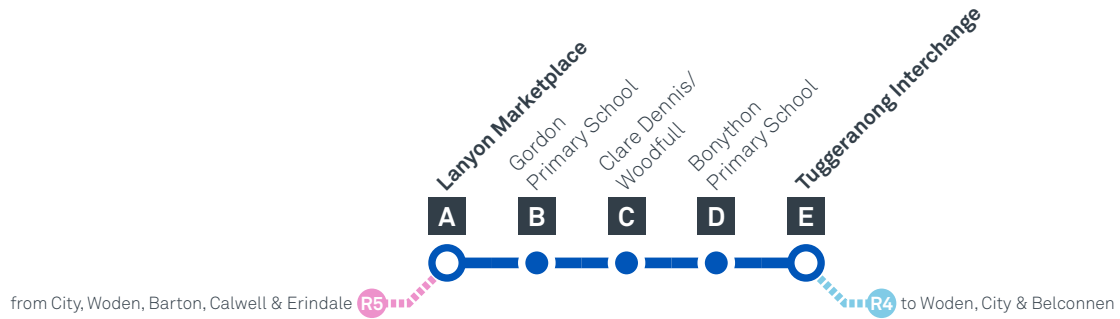 Lanyon Marketplace
Gordon
Primary School
Clare Dennis/
Woodfull
Bonython
Primary School
Tuggeranong Interchange
A
B
C
D
E
from City, Woden, Barton, Calwell & Erindale R5
R4 to Woden, City & Belconnen